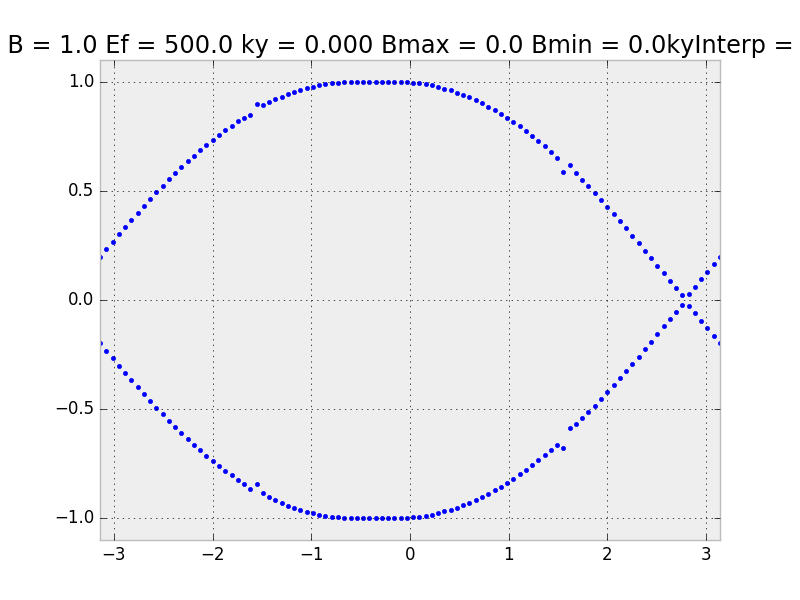 B = 1.0 Ef = 500.0 ky = 0.000 Bmax = 0.0 Bmin = 0.0kyInterp =
1.0
0.5
0.0
−0.5
−1.0
−3 −2 −1 0 1 2 3